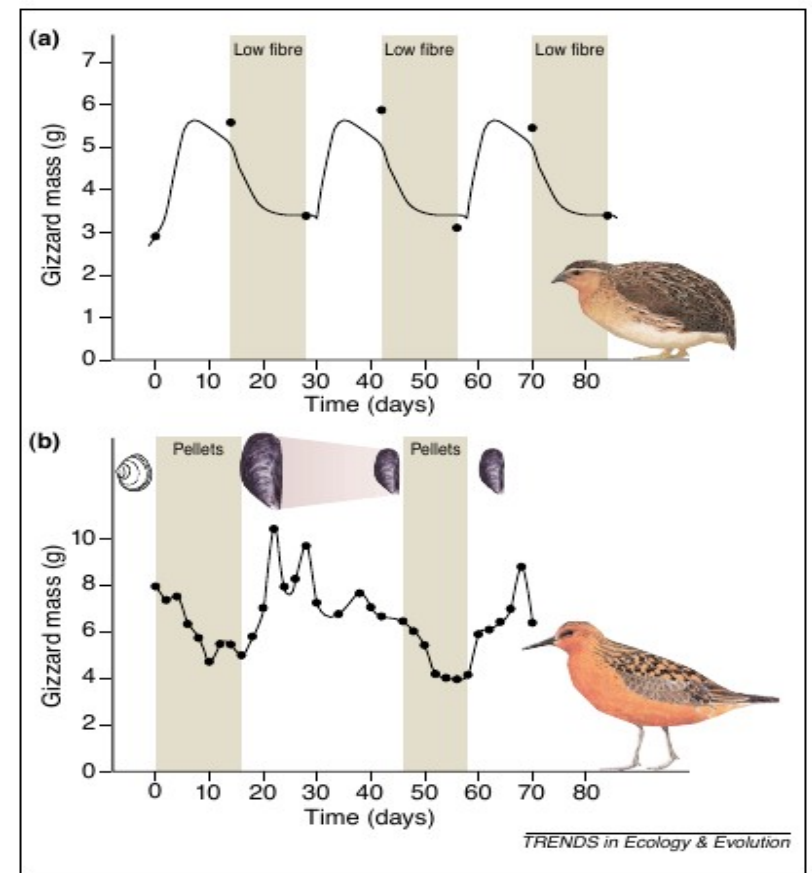 (a)
Low fibre Low fibre Low fibre
7
6
5
4
3
2
1
0
Gizzard mass (g)
0 10 20 30 40 50 60 70 80
Time (days)
(b)
Pellets Pellets
10
8
6
4
2
0
Gizzard mass (g)
0 10 20 30 40 50 60 70 80
Time (days)
TRENDS in Ecology & Evolution